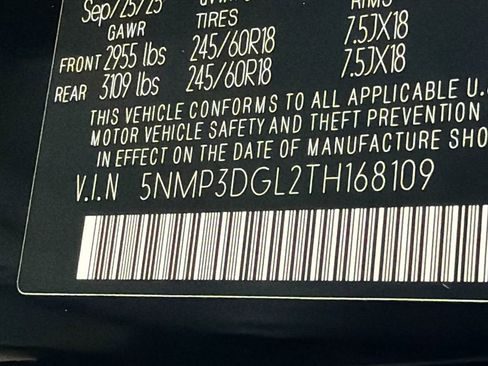 Sep/25/25
GAWR TIRES RIMS
FRONT 2955 lbs 245/60R18 7.5JX18
REAR 3109 lbs 245/60R18 7.5JX18
THIS VEHICLE CONFORMS TO ALL APPLICABLE U.S
MOTOR VEHICLE SAFETY AND THEFT PREVENTION
IN EFFECT ON THE DATE OF MANUFACTURE SHO
V.I.N 5NMP3DGL2TH168109